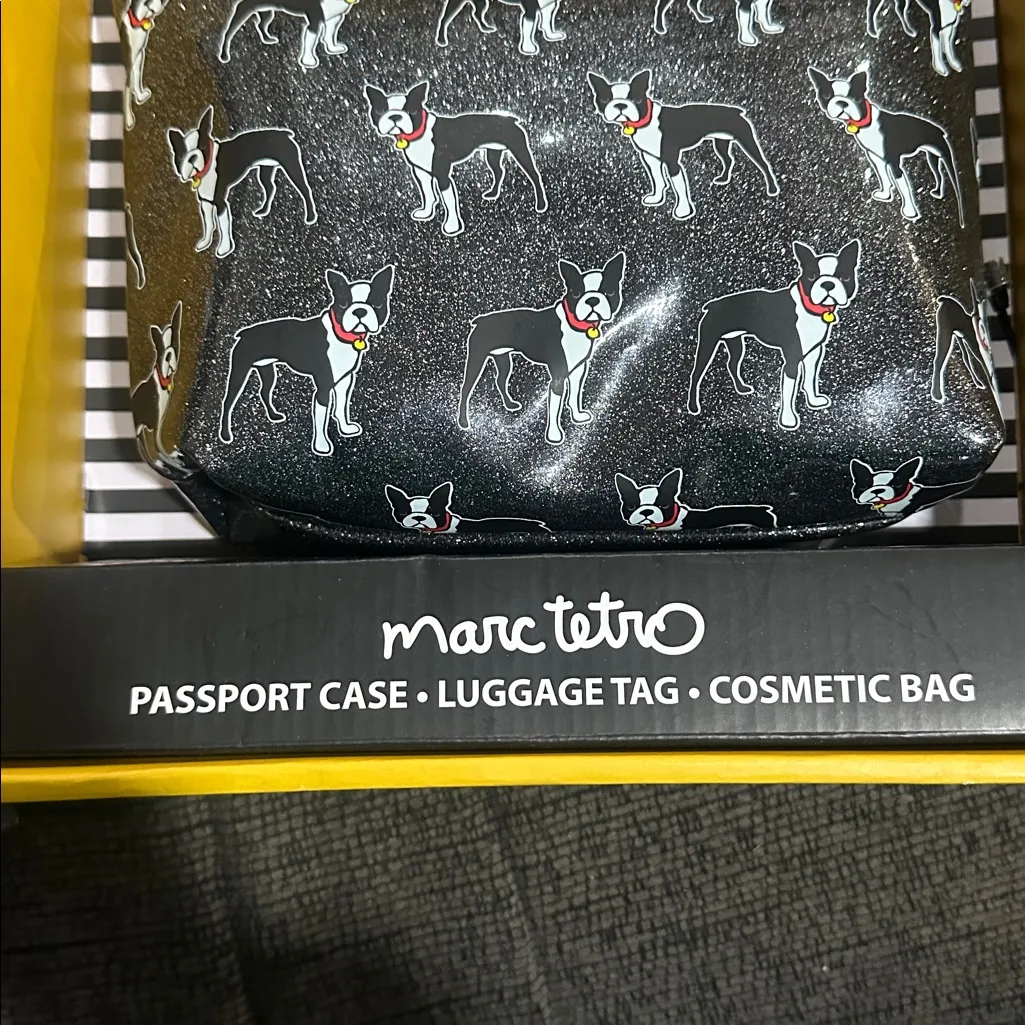 marc tetro
PASSPORT CASE • LUGGAGE TAG • COSMETIC BAG